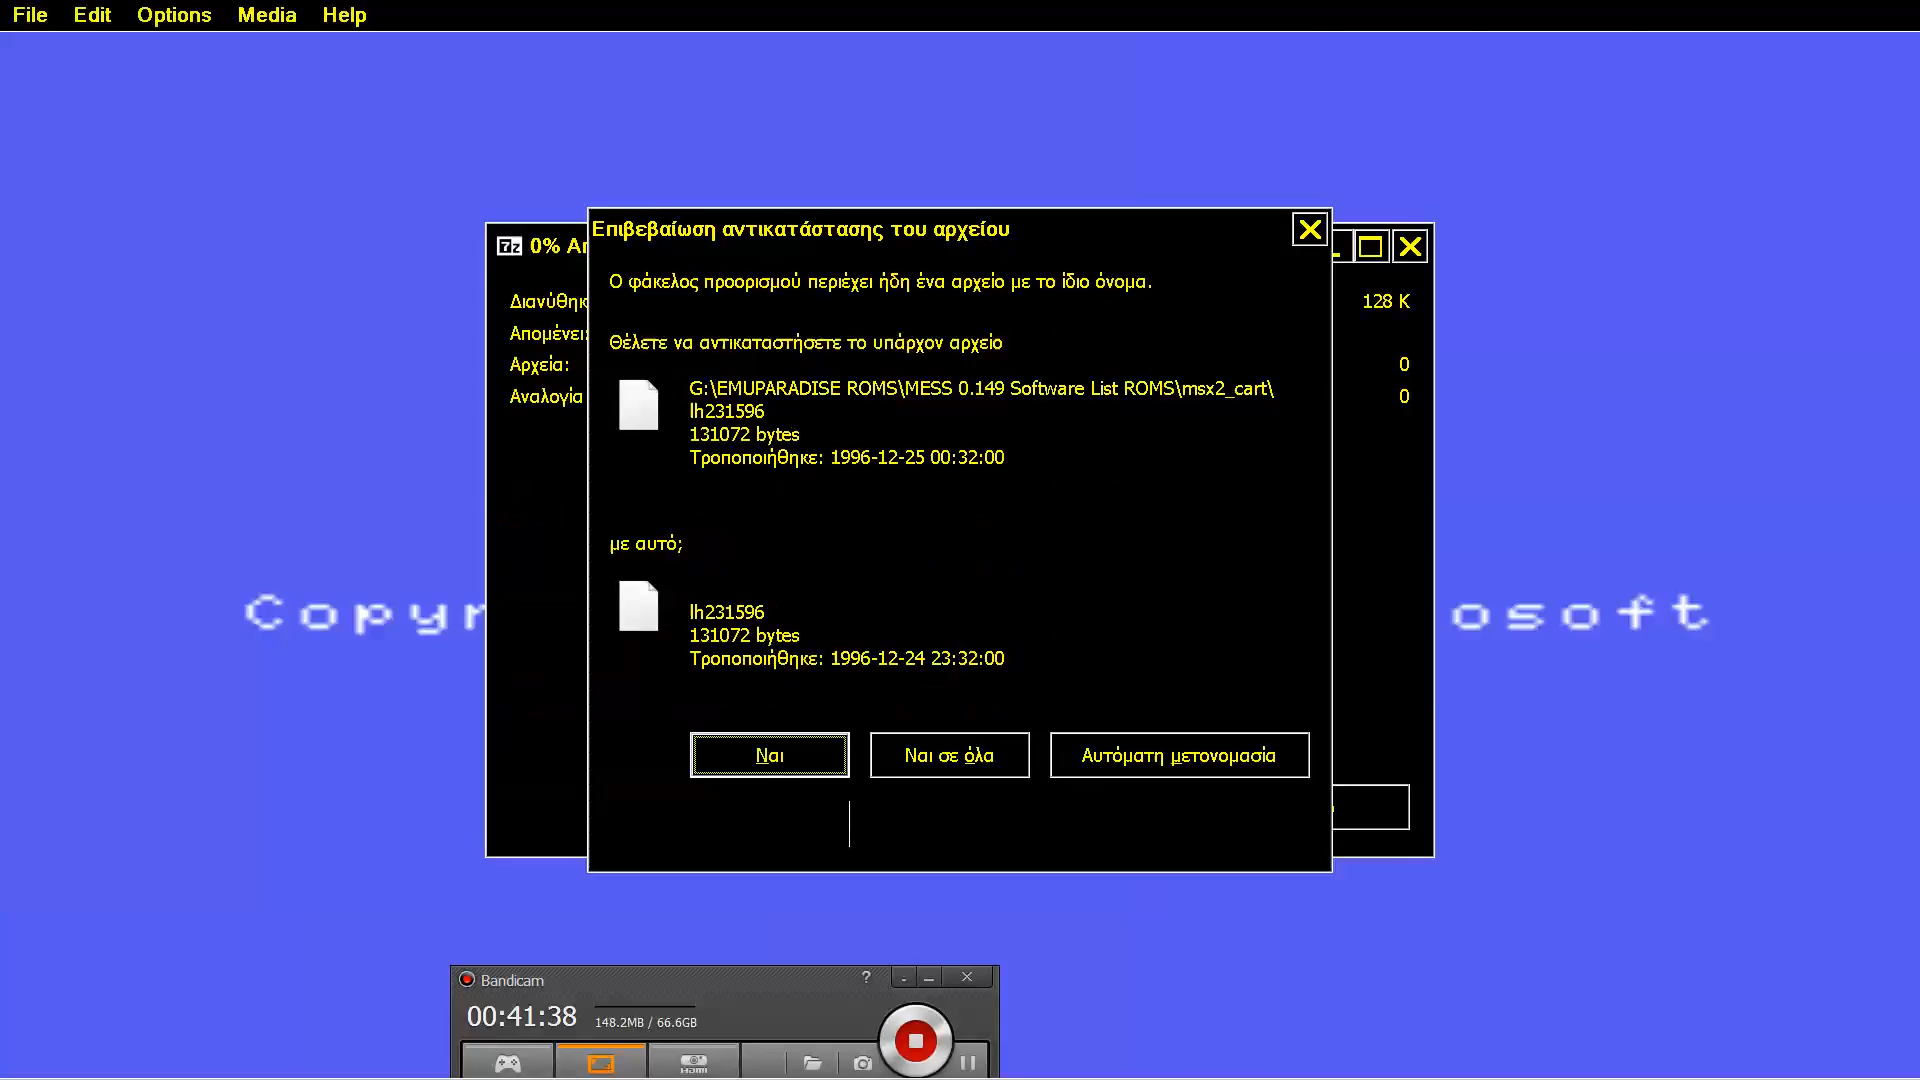 File Edit Options Media Help
Επιβεβαίωση αντικατάστασης του αρχείου
7z 0%
Ο φάκελος προορισμού περιέχει ήδη ένα αρχείο με το ίδιο όνομα.
Διανύθηκ
128 K
Απομένει:
Θέλετε να αντικαταστήσετε το υπάρχον αρχείο
Αρχεία:
0
Αναλογία
0
G:\EMUPARADISE ROMS\MESS 0.149 Software List ROMS\msx2_cart\
lh231596
131072 bytes
Τροποποιήθηκε: 1996-12-25 00:32:00
με αυτό;
lh231596
131072 bytes
Τροποποιήθηκε: 1996-12-24 23:32:00
Copyr
osoft
Ναι
Ναι σε όλα
Αυτόματη μετονομασία
Bandicam
?
00:41:38
148.2MB / 66.6GB
HDMI